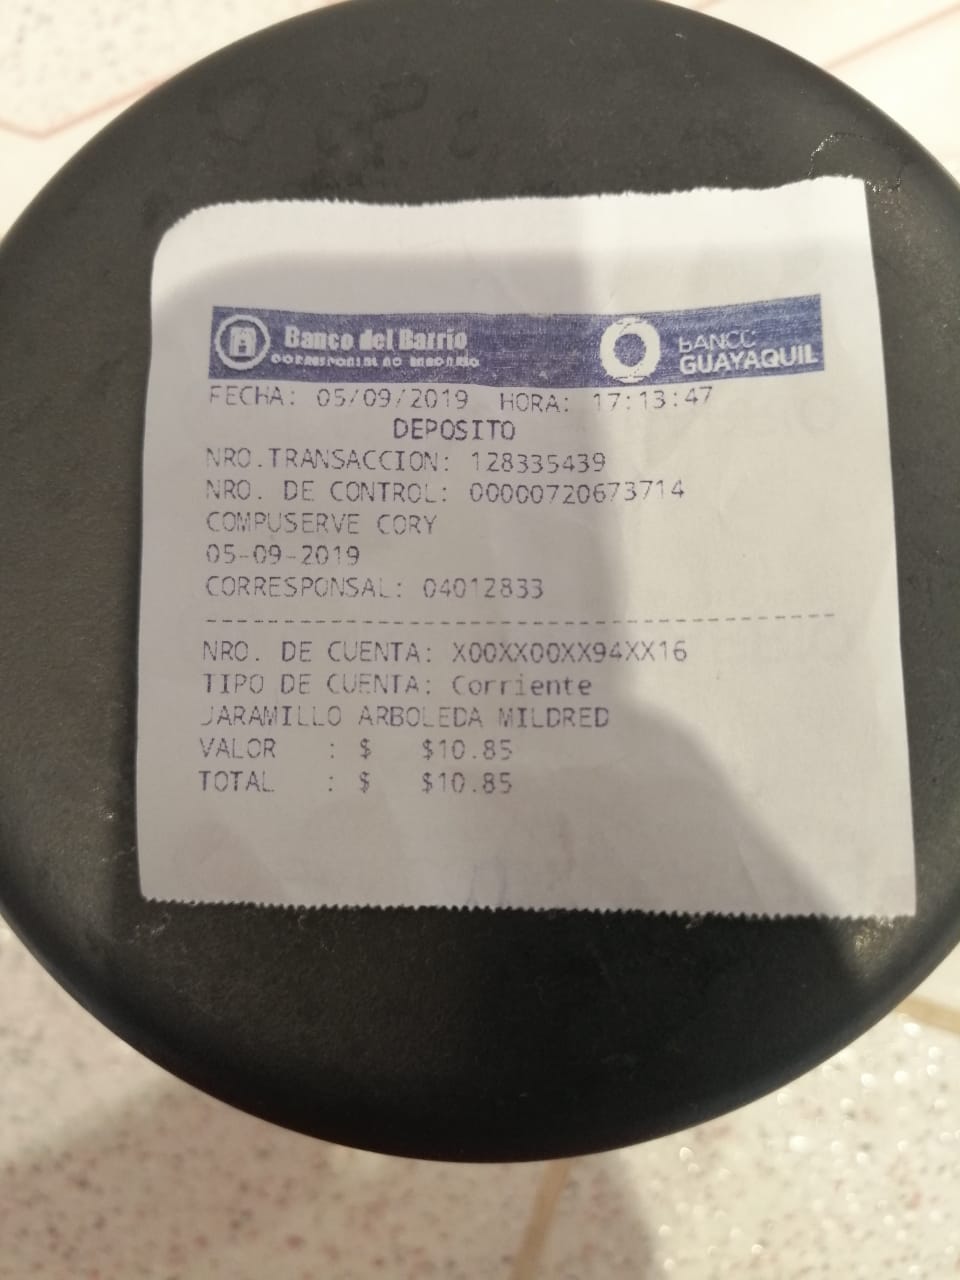 Banco del Barrio
CORRESPONSAL NO BANCARIO
BANCO
GUAYAQUIL
FECHA: 05/09/2019 HORA: 17:13:47
DEPOSITO
NRO.TRANSACCION: 128335439
NRO. DE CONTROL: 00000720673714
COMPUSERVE CORY
05-09-2019
CORRESPONSAL: 04012833
--------------------------------------------
NRO. DE CUENTA: X00XX00XX94XX16
TIPO DE CUENTA: Corriente
JARAMILLO ARBOLEDA MILDRED
VALOR : $ $10.85
TOTAL : $ $10.85